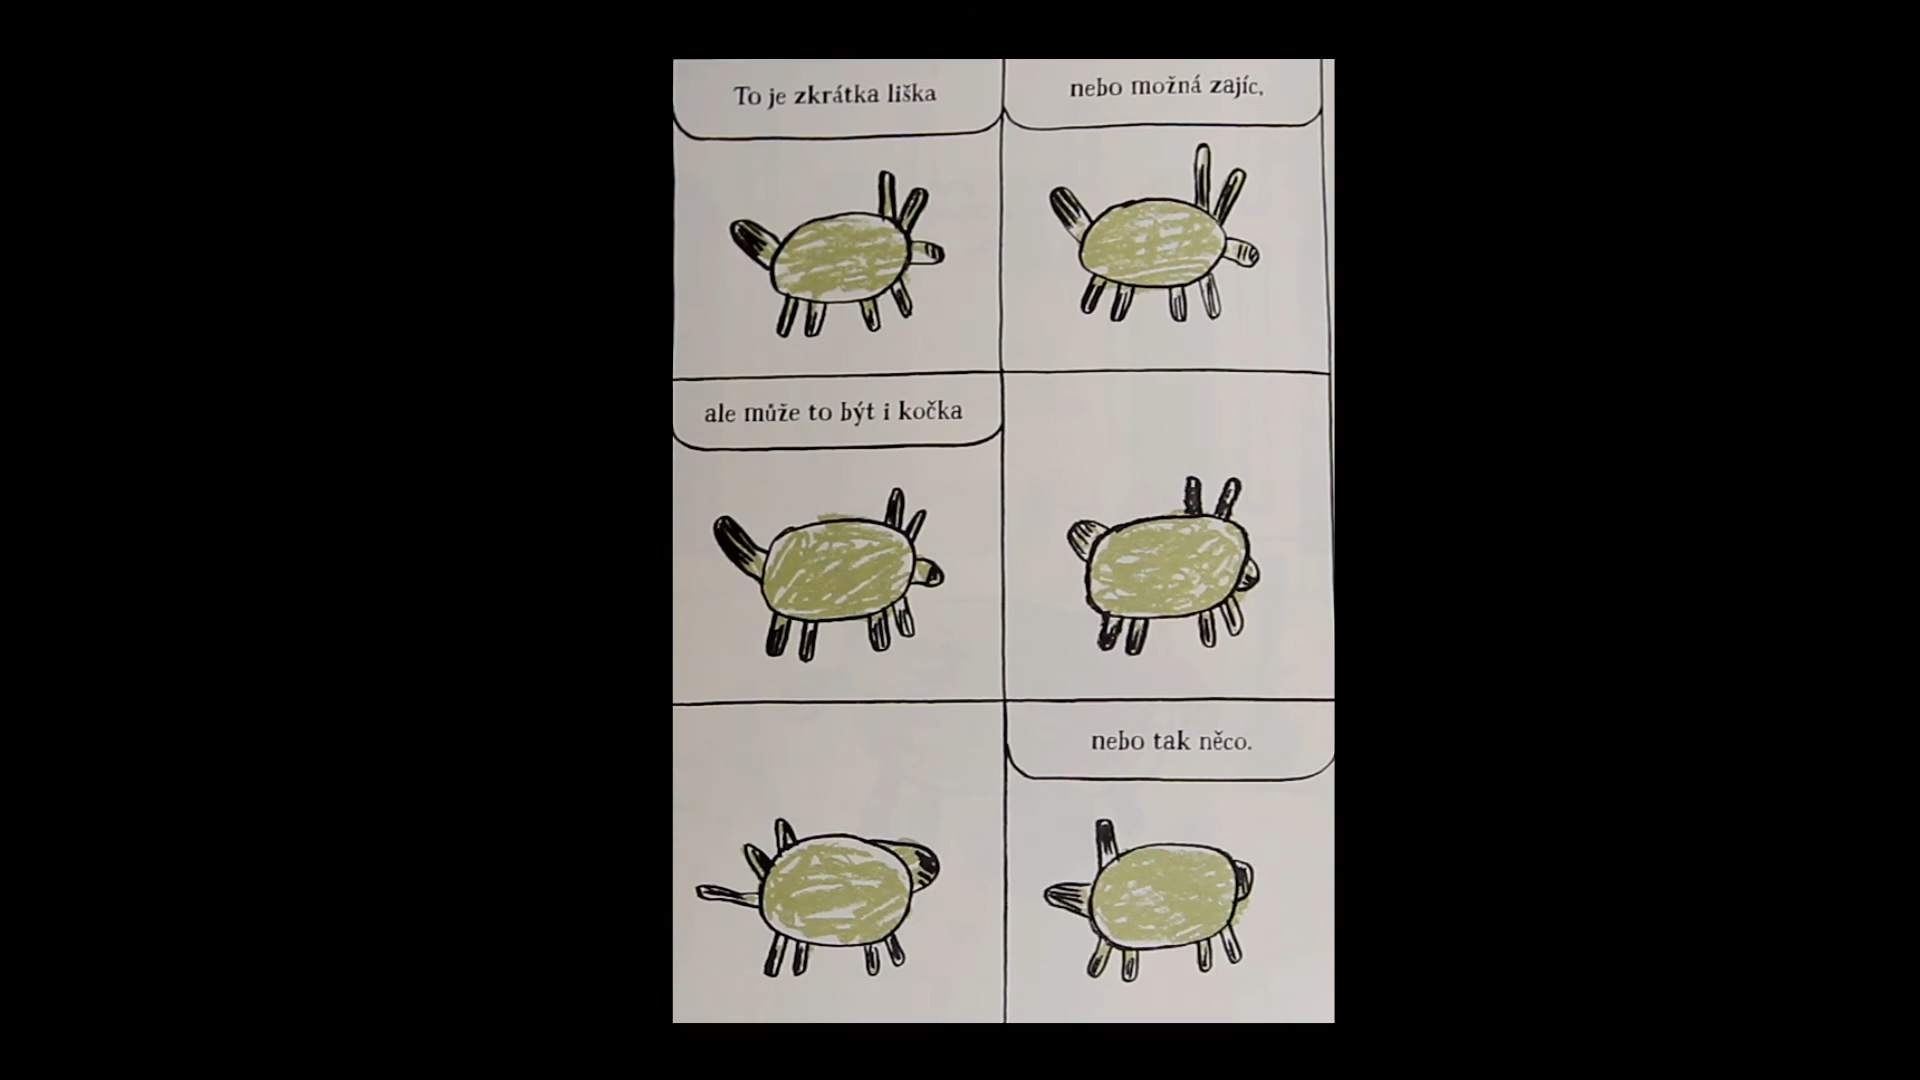 To je zkrátka liška
nebo možná zajíc,
ale může to být i kočka
nebo tak něco.